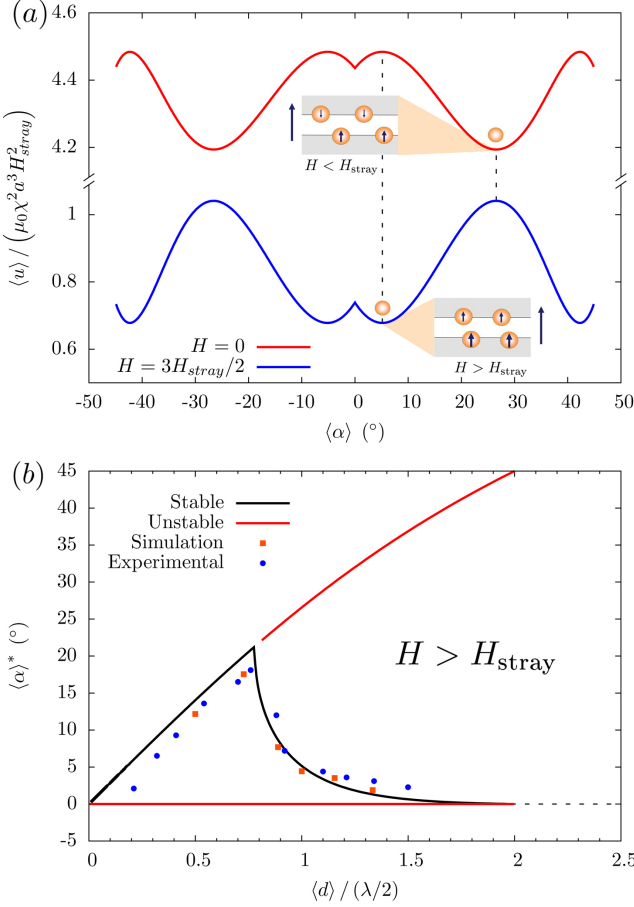 (a)
4.6
4.4
4.2
1
0.8
0.6
⟨u⟩ / (μ₀χ²a³H²stray)
H < Hstray
H > Hstray
H = 0
H = 3Hstray/2
-50 -40 -30 -20 -10 0 10 20 30 40 50
⟨α⟩ (°)
(b)
45
40
35
30
25
20
15
10
5
0
-5
⟨α⟩* (°)
Stable
Unstable
Simulation
Experimental
H > Hstray
0 0.5 1 1.5 2 2.5
⟨d⟩ / (λ/2)